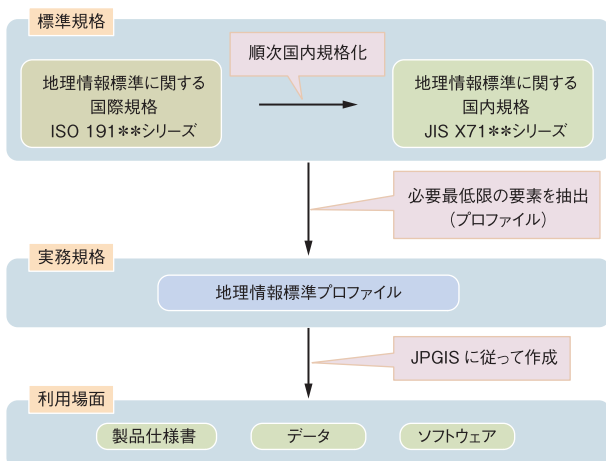 標準規格
順次国内規格化
地理情報標準に関する
国際規格
ISO 191**シリーズ
地理情報標準に関する
国内規格
JIS X71**シリーズ
必要最低限の要素を抽出
(プロファイル)
実務規格
地理情報標準プロファイル
JPGISに従って作成
利用場面
製品仕様書
データ
ソフトウェア